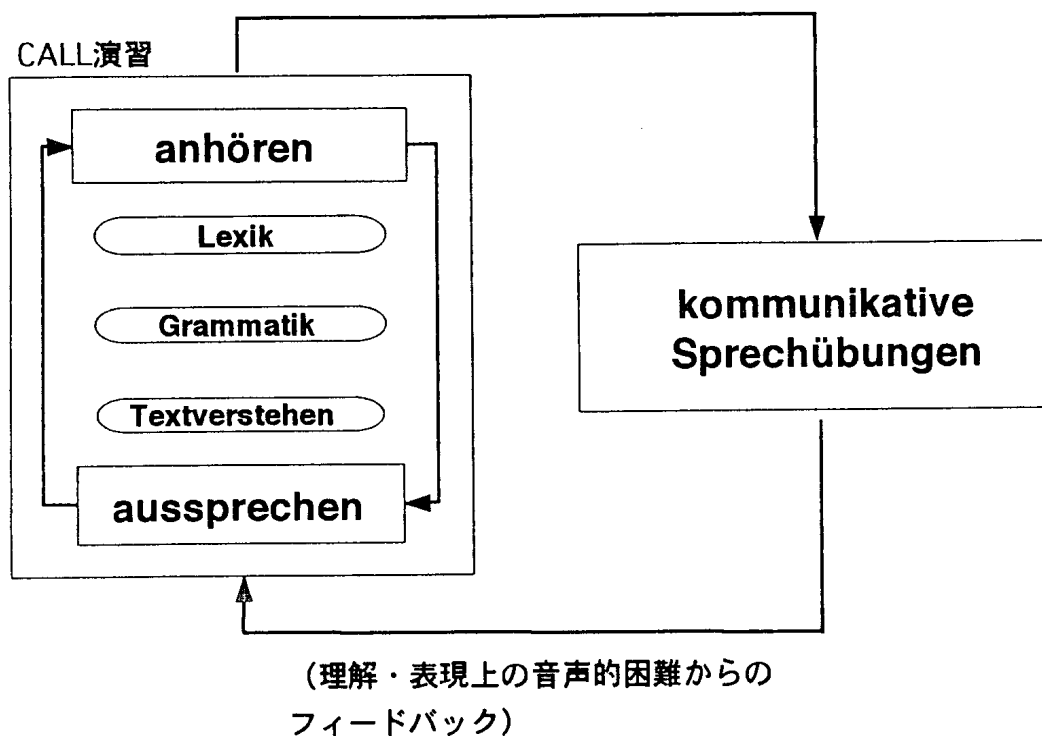 CALL演習
anhören
Lexik
Grammatik
Textverstehen
aussprechen
kommunikative
Sprechübungen
(理解・表現上の音声的困難からの
フィードバック)